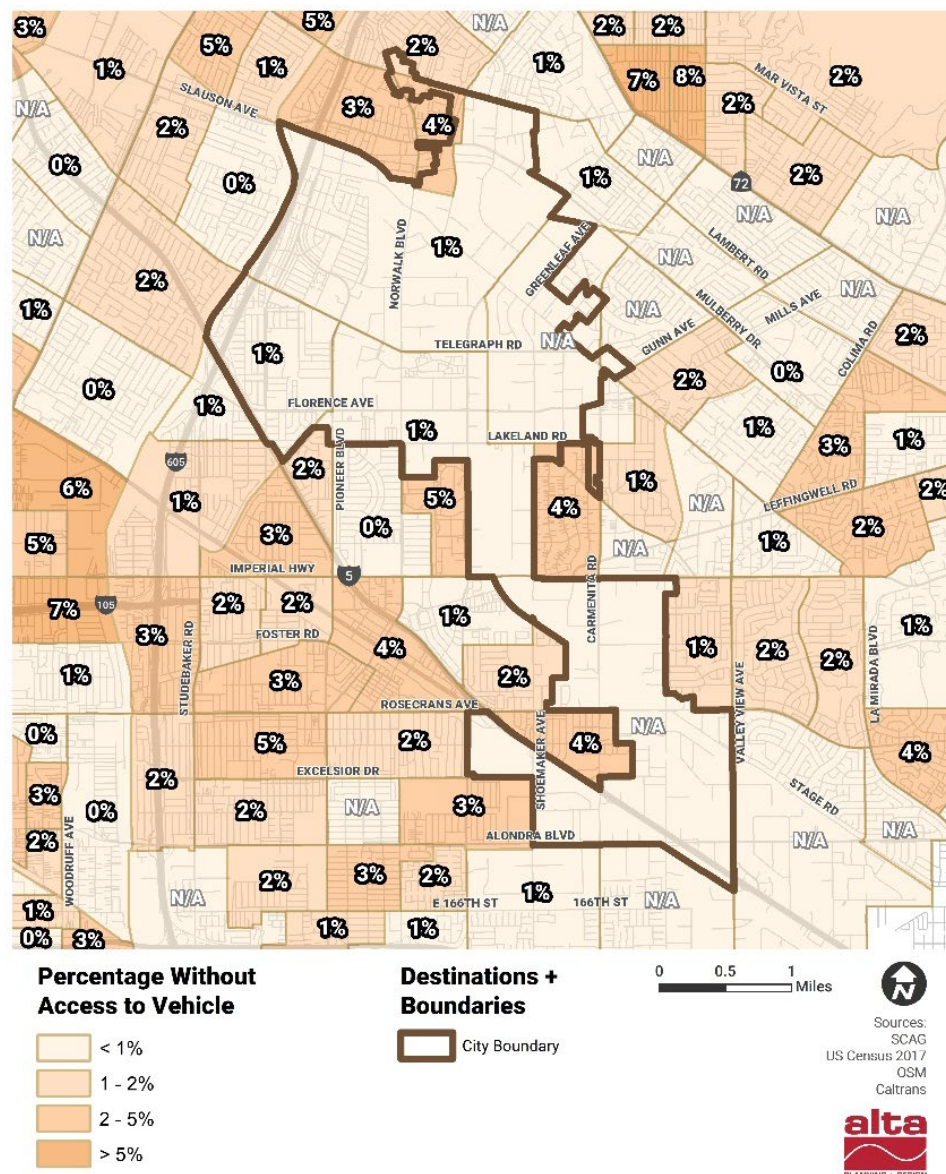 3%
5%
2%
2%
2%
N/A
5%
2%
1%
1%
1%
7%
8%
MAR VISTA ST
2%
2%
SLAUSON AVE
3%
4%
N/A
2%
0%
0%
1%
N/A
72
2%
N/A
N/A
N/A
N/A
LAMBERT RD
NORWALK BLVD
1%
GREENLEAF AVE
N/A
2%
MULBERRY DR
MILLS AVE
N/A
1%
GUNN AVE
COLIMA RD
2%
TELEGRAPH RD
N/A
1%
0%
2%
0%
1%
FLORENCE AVE
1%
LAKELAND RD
1%
3%
1%
605
PIONEER BLVD
2%
6%
1%
5%
4%
1%
N/A
LEFFINGWELL RD
2%
0%
3%
2%
5%
N/A
1%
IMPERIAL HWY
5
CARMENITA RD
7%
105
2%
2%
1%
3%
FOSTER RD
1%
STUDEBAKER RD
4%
1%
2%
2%
LA MIRADA BLVD
1%
3%
2%
VALLEY VIEW AVE
ROSECRANS AVE
0%
5%
2%
SHOEMAKER AVE
4%
N/A
4%
EXCELSIOR DR
2%
STAGE RD
3%
0%
2%
N/A
3%
2%
ALONDRA BLVD
N/A
N/A
WOODRUFF AVE
N/A
2%
3%
2%
1%
N/A
1%
E 166TH ST
166TH ST
0%
3%
1%
1%
Percentage Without
Access to Vehicle
< 1%
1 - 2%
2 - 5%
> 5%
Destinations +
Boundaries
City Boundary
0 0.5 1
Miles
N
Sources:
SCAG
US Census 2017
OSM
Caltrans
alta
PLANNING + DESIGN